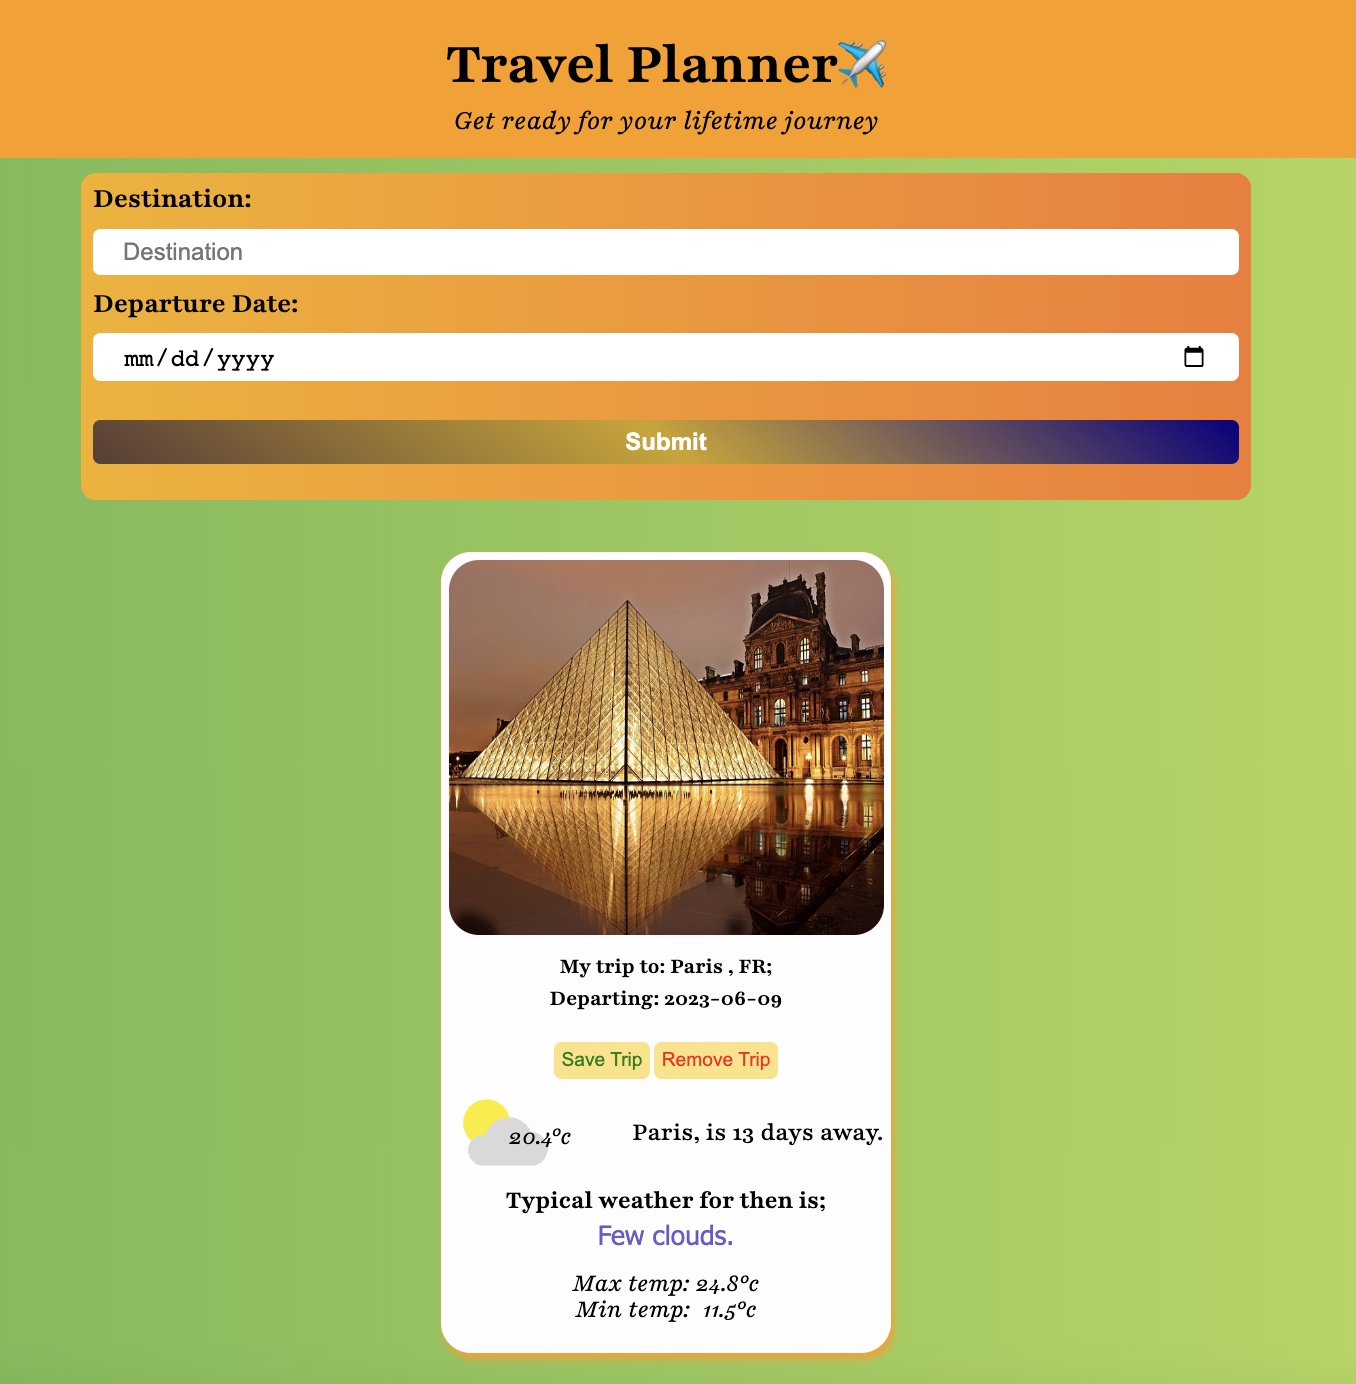 Travel Planner✈️
Get ready for your lifetime journey
Destination:
Destination
Departure Date:
mm/dd/yyyy
Submit
My trip to: Paris , FR;
Departing: 2023-06-09
Save Trip Remove Trip
20.4°c Paris, is 13 days away.
Typical weather for then is;
Few clouds.
Max temp: 24.8°c
Min temp: 11.5°c